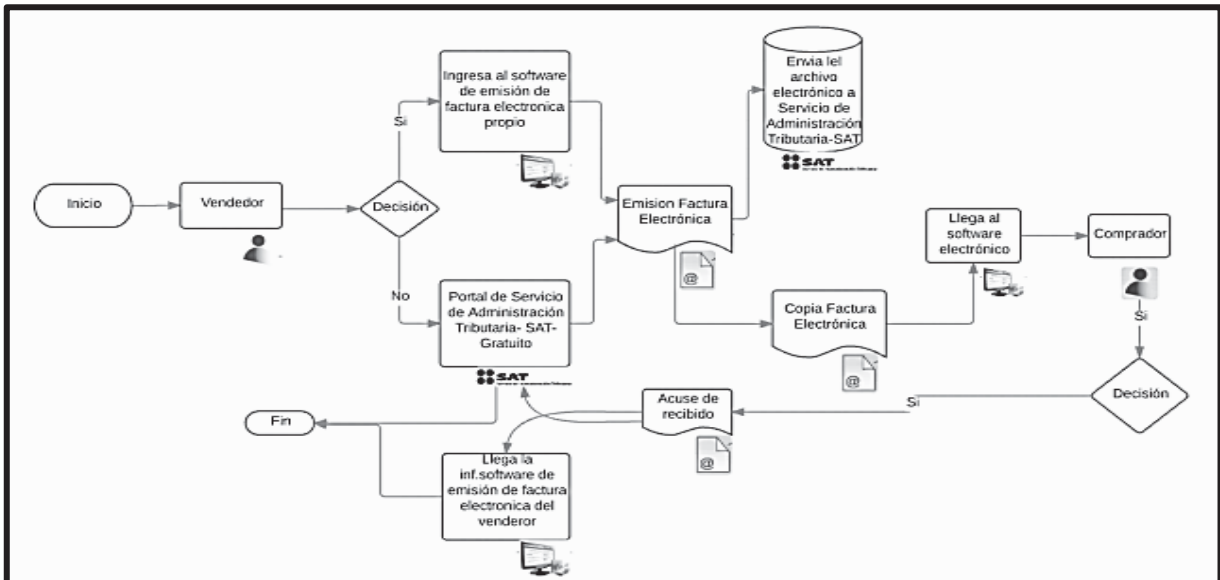 Inicio
Vendedor
Decisión
Si
Ingresa al software
de emisión de
factura electronica
propio
No
Portal de Servicio
de Administración
Tributaria- SAT-
Gratuito
SAT
Emision Factura
Electrónica
@
Envia lel
archivo
electrónico a
Servicio de
Administración
Tributaria-SAT
SAT
Copia Factura
Electrónica
@
Llega al
software
electrónico
Comprador
Si
Decisión
Si
Acuse de
recibido
@
Llega la
inf.software de
emisión de factura
electronica del
venderor
Fin